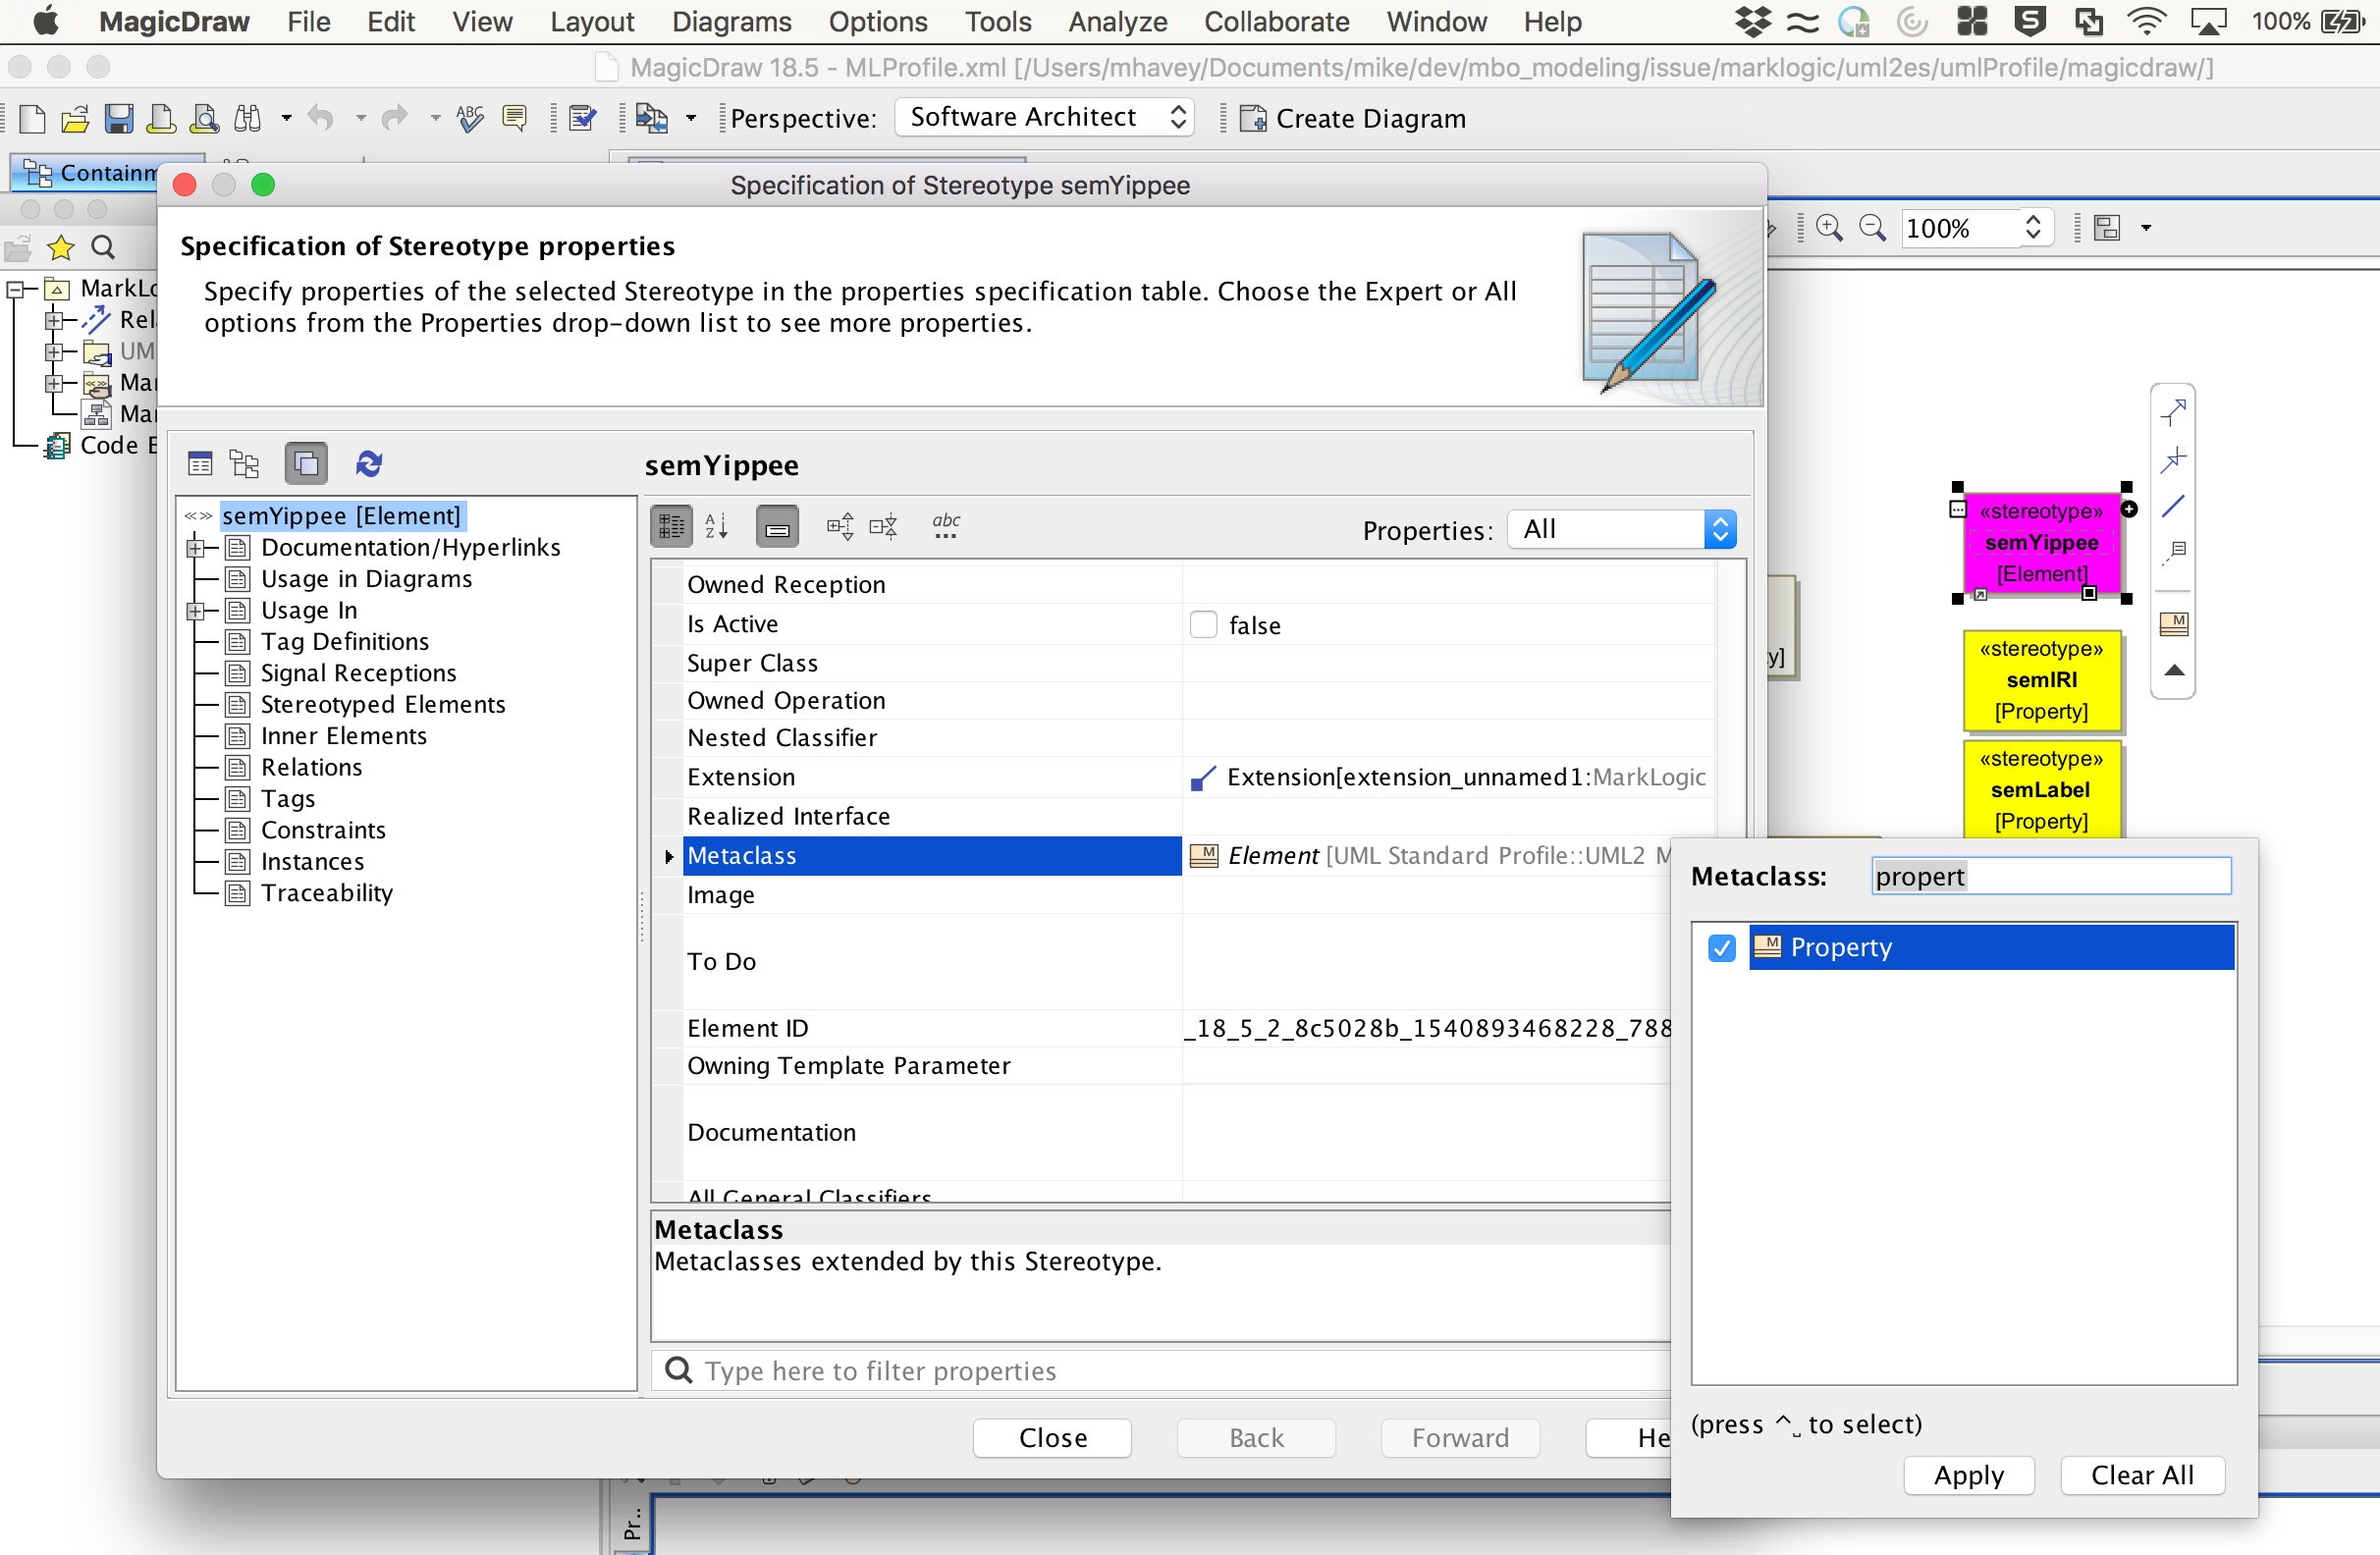 MagicDraw File Edit View Layout Diagrams Options Tools Analyze Collaborate Window Help 100%
MagicDraw 18.5 - MLProfile.xml [/Users/mhavey/Documents/mike/dev/mbo_modeling/issue/marklogic/uml2es/umlProfile/magicdraw/]
Perspective: Software Architect Create Diagram
Containm
Specification of Stereotype semYippee
100%
Specification of Stereotype properties
Specify properties of the selected Stereotype in the properties specification table. Choose the Expert or All
options from the Properties drop-down list to see more properties.
MarkLo
Rel
UM
Mar
Mar
Code E
semYippee
Properties: All
«» semYippee [Element]
Documentation/Hyperlinks
Usage in Diagrams
Usage In
Tag Definitions
Signal Receptions
Stereotyped Elements
Inner Elements
Relations
Tags
Constraints
Instances
Traceability
Owned Reception
Is Active false
Super Class
Owned Operation
Nested Classifier
Extension Extension[extension_unnamed1:MarkLogic
Realized Interface
Metaclass Element [UML Standard Profile::UML2 M
Image
To Do
Element ID _18_5_2_8c5028b_1540893468228_788
Owning Template Parameter
Documentation
All General Classifiers
Metaclass
Metaclasses extended by this Stereotype.
Type here to filter properties
Close Back Forward He
«stereotype»
semYippee
[Element]
y]
«stereotype»
semIRI
[Property]
«stereotype»
semLabel
[Property]
Metaclass: propert
Property
(press ^⎵ to select)
Apply Clear All
Pr...